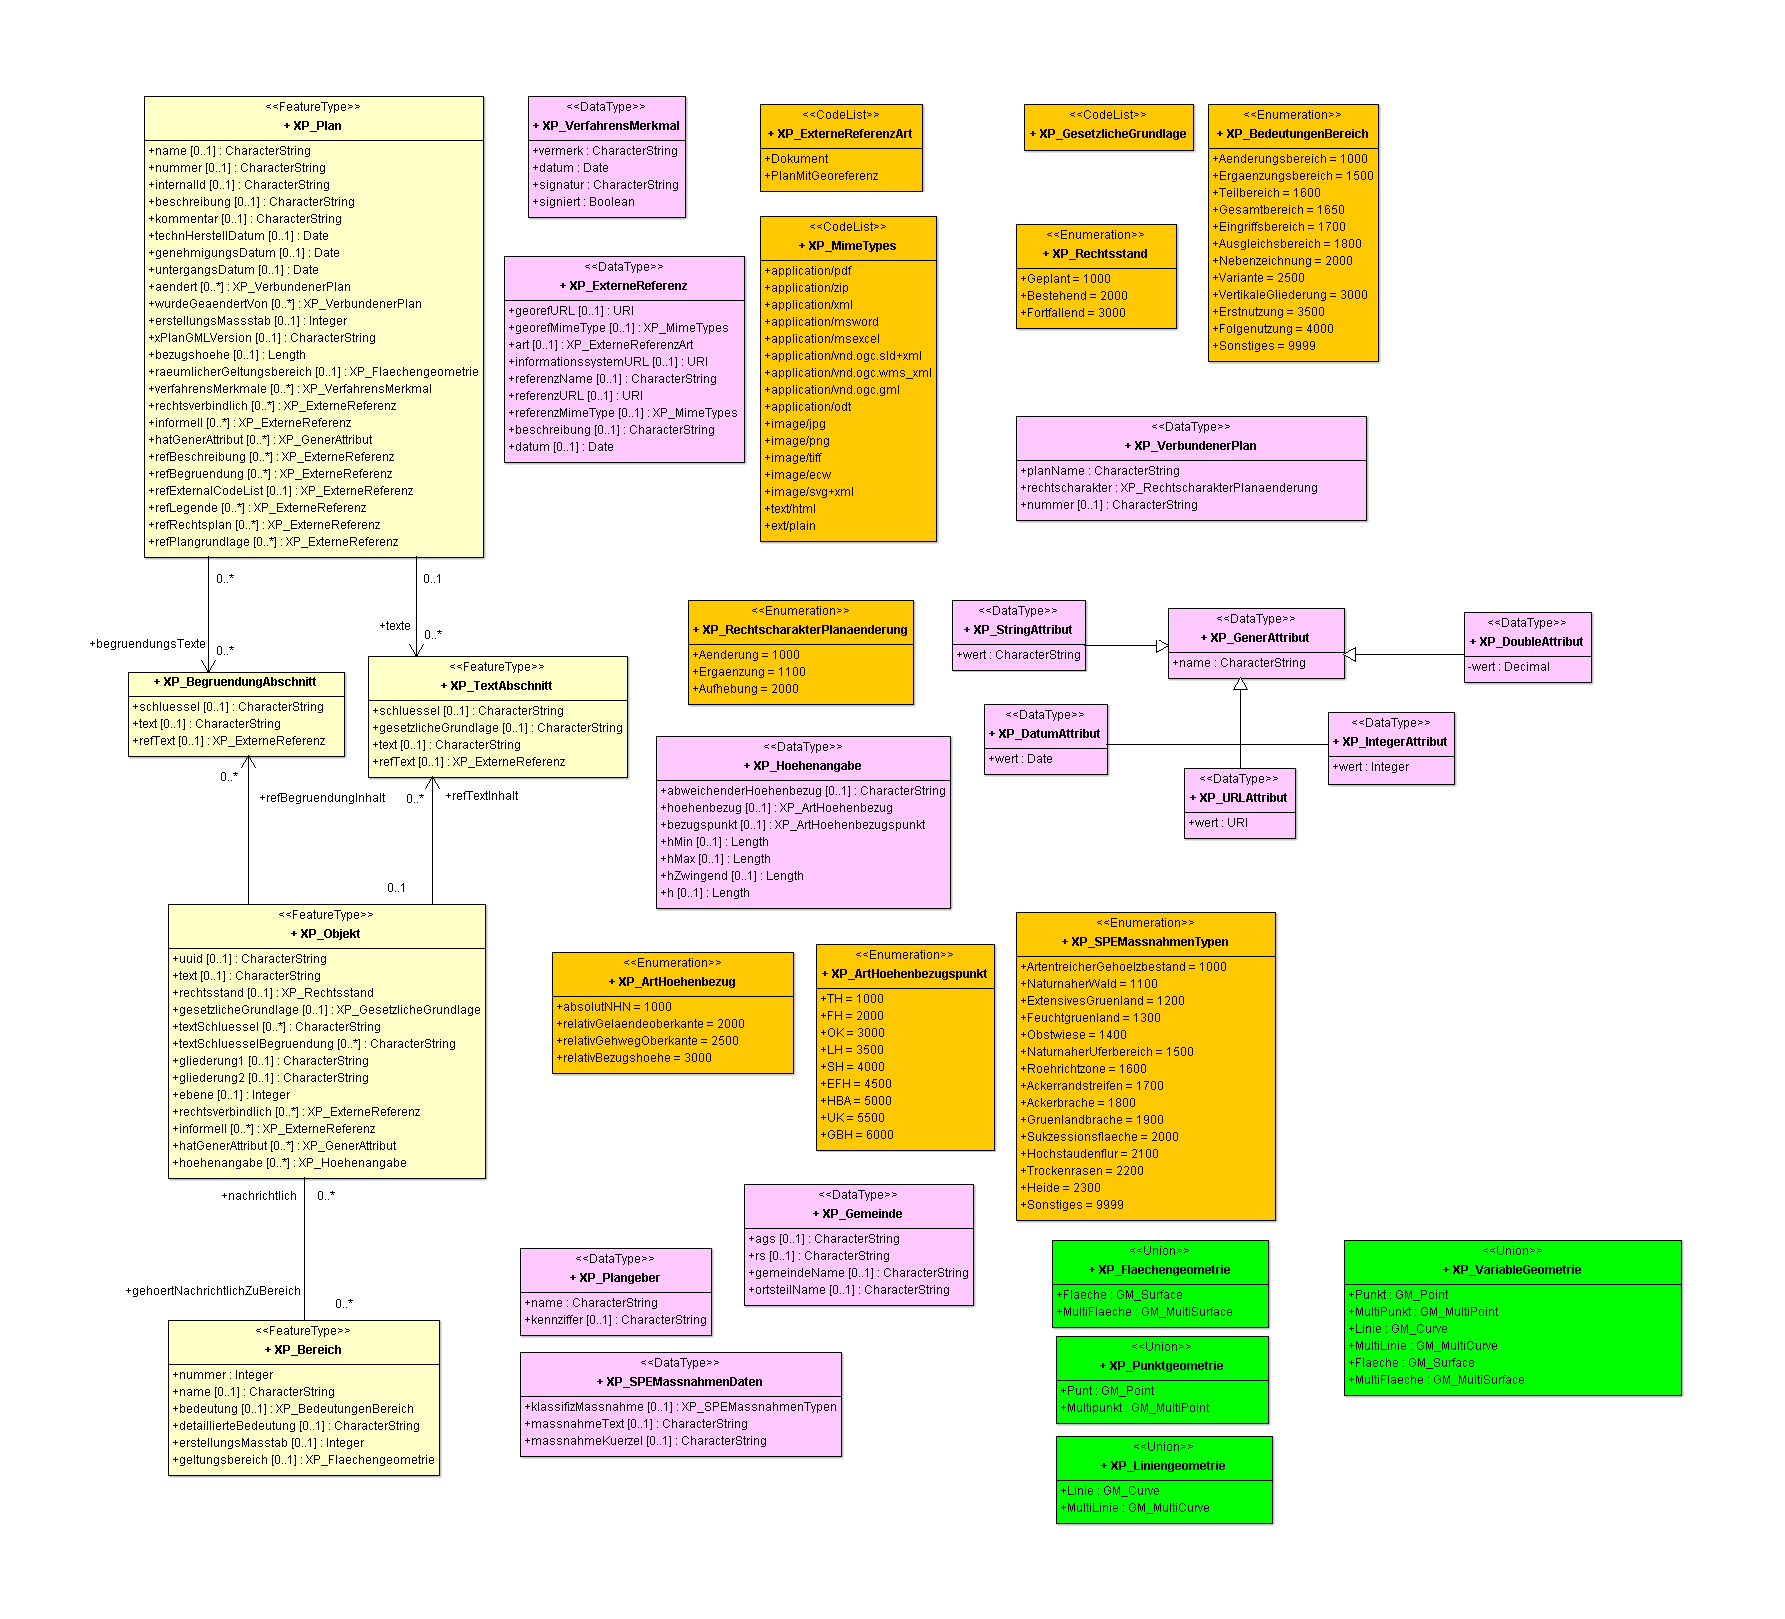 <<FeatureType>>
+ XP_Plan
+name [0..1] : CharacterString
+nummer [0..1] : CharacterString
+internalId [0..1] : CharacterString
+beschreibung [0..1] : CharacterString
+kommentar [0..1] : CharacterString
+technHerstellDatum [0..1] : Date
+genehmigungsDatum [0..1] : Date
+untergangsDatum [0..1] : Date
+aendert [0..*] : XP_VerbundenerPlan
+wurdeGeaendertVon [0..*] : XP_VerbundenerPlan
+erstellungsMassstab [0..1] : Integer
+xPlanGMLVersion [0..1] : CharacterString
+bezugshoehe [0..1] : Length
+raeumlicherGeltungsbereich [0..1] : XP_Flaechengeometrie
+verfahrensMerkmale [0..*] : XP_VerfahrensMerkmal
+rechtsverbindlich [0..*] : XP_ExterneReferenz
+informell [0..*] : XP_ExterneReferenz
+hatGenerAttribut [0..*] : XP_GenerAttribut
+refBeschreibung [0..*] : XP_ExterneReferenz
+refBegruendung [0..*] : XP_ExterneReferenz
+refExternalCodeList [0..1] : XP_ExterneReferenz
+refLegende [0..*] : XP_ExterneReferenz
+refRechtsplan [0..*] : XP_ExterneReferenz
+refPlangrundlage [0..*] : XP_ExterneReferenz
<<DataType>>
+ XP_VerfahrensMerkmal
+vermerk : CharacterString
+datum : Date
+signatur : CharacterString
+signiert : Boolean
<<DataType>>
+ XP_ExterneReferenz
+georefURL [0..1] : URI
+georefMimeType [0..1] : XP_MimeTypes
+art [0..1] : XP_ExterneReferenzArt
+informationssystemURL [0..1] : URI
+referenzName [0..1] : CharacterString
+referenzURL [0..1] : URI
+referenzMimeType [0..1] : XP_MimeTypes
+beschreibung [0..1] : CharacterString
+datum [0..1] : Date
<<CodeList>>
+ XP_ExterneReferenzArt
+Dokument
+PlanMitGeoreferenz
<<CodeList>>
+ XP_MimeTypes
+application/pdf
+application/zip
+application/xml
+application/msword
+application/msexcel
+application/vnd.ogc.sld+xml
+application/vnd.ogc.wms_xml
+application/vnd.ogc.gml
+application/odt
+image/jpg
+image/png
+image/tiff
+image/ecw
+image/svg+xml
+text/html
+ext/plain
<<CodeList>>
+ XP_GesetzlicheGrundlage
<<Enumeration>>
+ XP_Rechtsstand
+Geplant = 1000
+Bestehend = 2000
+Fortfallend = 3000
<<Enumeration>>
+ XP_BedeutungenBereich
+Aenderungsbereich = 1000
+Ergaenzungsbereich = 1500
+Teilbereich = 1600
+Gesamtbereich = 1650
+Eingriffsbereich = 1700
+Ausgleichsbereich = 1800
+Nebenzeichnung = 2000
+Variante = 2500
+VertikaleGliederung = 3000
+Erstnutzung = 3500
+Folgenutzung = 4000
+Sonstiges = 9999
<<DataType>>
+ XP_VerbundenerPlan
+planName : CharacterString
+rechtscharakter : XP_RechtscharakterPlanaenderung
+nummer [0..1] : CharacterString
0..*
0..1
+begruendungsTexte
0..*
+texte
0..*
+ XP_BegruendungAbschnitt
+schluessel [0..1] : CharacterString
+text [0..1] : CharacterString
+refText [0..1] : XP_ExterneReferenz
<<FeatureType>>
+ XP_TextAbschnitt
+schluessel [0..1] : CharacterString
+gesetzlicheGrundlage [0..1] : CharacterString
+text [0..1] : CharacterString
+refText [0..1] : XP_ExterneReferenz
0..*
+refBegruendungInhalt
0..*
+refTextInhalt
0..1
<<Enumeration>>
+ XP_RechtscharakterPlanaenderung
+Aenderung = 1000
+Ergaenzung = 1100
+Aufhebung = 2000
<<DataType>>
+ XP_StringAttribut
+wert : CharacterString
<<DataType>>
+ XP_GenerAttribut
+name : CharacterString
<<DataType>>
+ XP_DoubleAttribut
-wert : Decimal
<<DataType>>
+ XP_DatumAttribut
+wert : Date
<<DataType>>
+ XP_IntegerAttribut
+wert : Integer
<<DataType>>
+ XP_URLAttribut
+wert : URI
<<DataType>>
+ XP_Hoehenangabe
+abweichenderHoehenbezug [0..1] : CharacterString
+hoehenbezug [0..1] : XP_ArtHoehenbezug
+bezugspunkt [0..1] : XP_ArtHoehenbezugspunkt
+hMin [0..1] : Length
+hMax [0..1] : Length
+hZwingend [0..1] : Length
+h [0..1] : Length
<<FeatureType>>
+ XP_Objekt
+uuid [0..1] : CharacterString
+text [0..1] : CharacterString
+rechtsstand [0..1] : XP_Rechtsstand
+gesetzlicheGrundlage [0..1] : XP_GesetzlicheGrundlage
+textSchluessel [0..*] : CharacterString
+textSchluesselBegruendung [0..*] : CharacterString
+gliederung1 [0..1] : CharacterString
+gliederung2 [0..1] : CharacterString
+ebene [0..1] : Integer
+rechtsverbindlich [0..*] : XP_ExterneReferenz
+informell [0..*] : XP_ExterneReferenz
+hatGenerAttribut [0..*] : XP_GenerAttribut
+hoehenangabe [0..*] : XP_Hoehenangabe
<<Enumeration>>
+ XP_ArtHoehenbezug
+absolutNHN = 1000
+relativGelaendeoberkante = 2000
+relativGehwegOberkante = 2500
+relativBezugshoehe = 3000
<<Enumeration>>
+ XP_ArtHoehenbezugspunkt
+TH = 1000
+FH = 2000
+OK = 3000
+LH = 3500
+SH = 4000
+EFH = 4500
+HBA = 5000
+UK = 5500
+GBH = 6000
<<Enumeration>>
+ XP_SPEMassnahmenTypen
+ArtentreicherGehoelzbestand = 1000
+NaturnaherWald = 1100
+ExtensivesGruenland = 1200
+Feuchtgruenland = 1300
+Obstwiese = 1400
+NaturnaherUferbereich = 1500
+Roehrichtzone = 1600
+Ackerrandstreifen = 1700
+Ackerbrache = 1800
+Gruenlandbrache = 1900
+Sukzessionsflaeche = 2000
+Hochstaudenflur = 2100
+Trockenrasen = 2200
+Heide = 2300
+Sonstiges = 9999
+nachrichtlich
0..*
+gehoertNachrichtlichZuBereich
0..*
<<FeatureType>>
+ XP_Bereich
+nummer : Integer
+name [0..1] : CharacterString
+bedeutung [0..1] : XP_BedeutungenBereich
+detaillierteBedeutung [0..1] : CharacterString
+erstellungsMasstab [0..1] : Integer
+geltungsbereich [0..1] : XP_Flaechengeometrie
<<DataType>>
+ XP_Gemeinde
+ags [0..1] : CharacterString
+rs [0..1] : CharacterString
+gemeindeName [0..1] : CharacterString
+ortsteilName [0..1] : CharacterString
<<DataType>>
+ XP_Plangeber
+name : CharacterString
+kennziffer [0..1] : CharacterString
<<DataType>>
+ XP_SPEMassnahmenDaten
+klassifizMassnahme [0..1] : XP_SPEMassnahmenTypen
+massnahmeText [0..1] : CharacterString
+massnahmeKuerzel [0..1] : CharacterString
<<Union>>
+ XP_Flaechengeometrie
+Flaeche : GM_Surface
+MultiFlaeche : GM_MultiSurface
<<Union>>
+ XP_Punktgeometrie
+Punt : GM_Point
+Multipunkt : GM_MultiPoint
<<Union>>
+ XP_Liniengeometrie
+Linie : GM_Curve
+MultiLinie : GM_MultiCurve
<<Union>>
+ XP_VariableGeometrie
+Punkt : GM_Point
+MultiPunkt : GM_MultiPoint
+Linie : GM_Curve
+MultiLinie : GM_MultiCurve
+Flaeche : GM_Surface
+MultiFlaeche : GM_MultiSurface